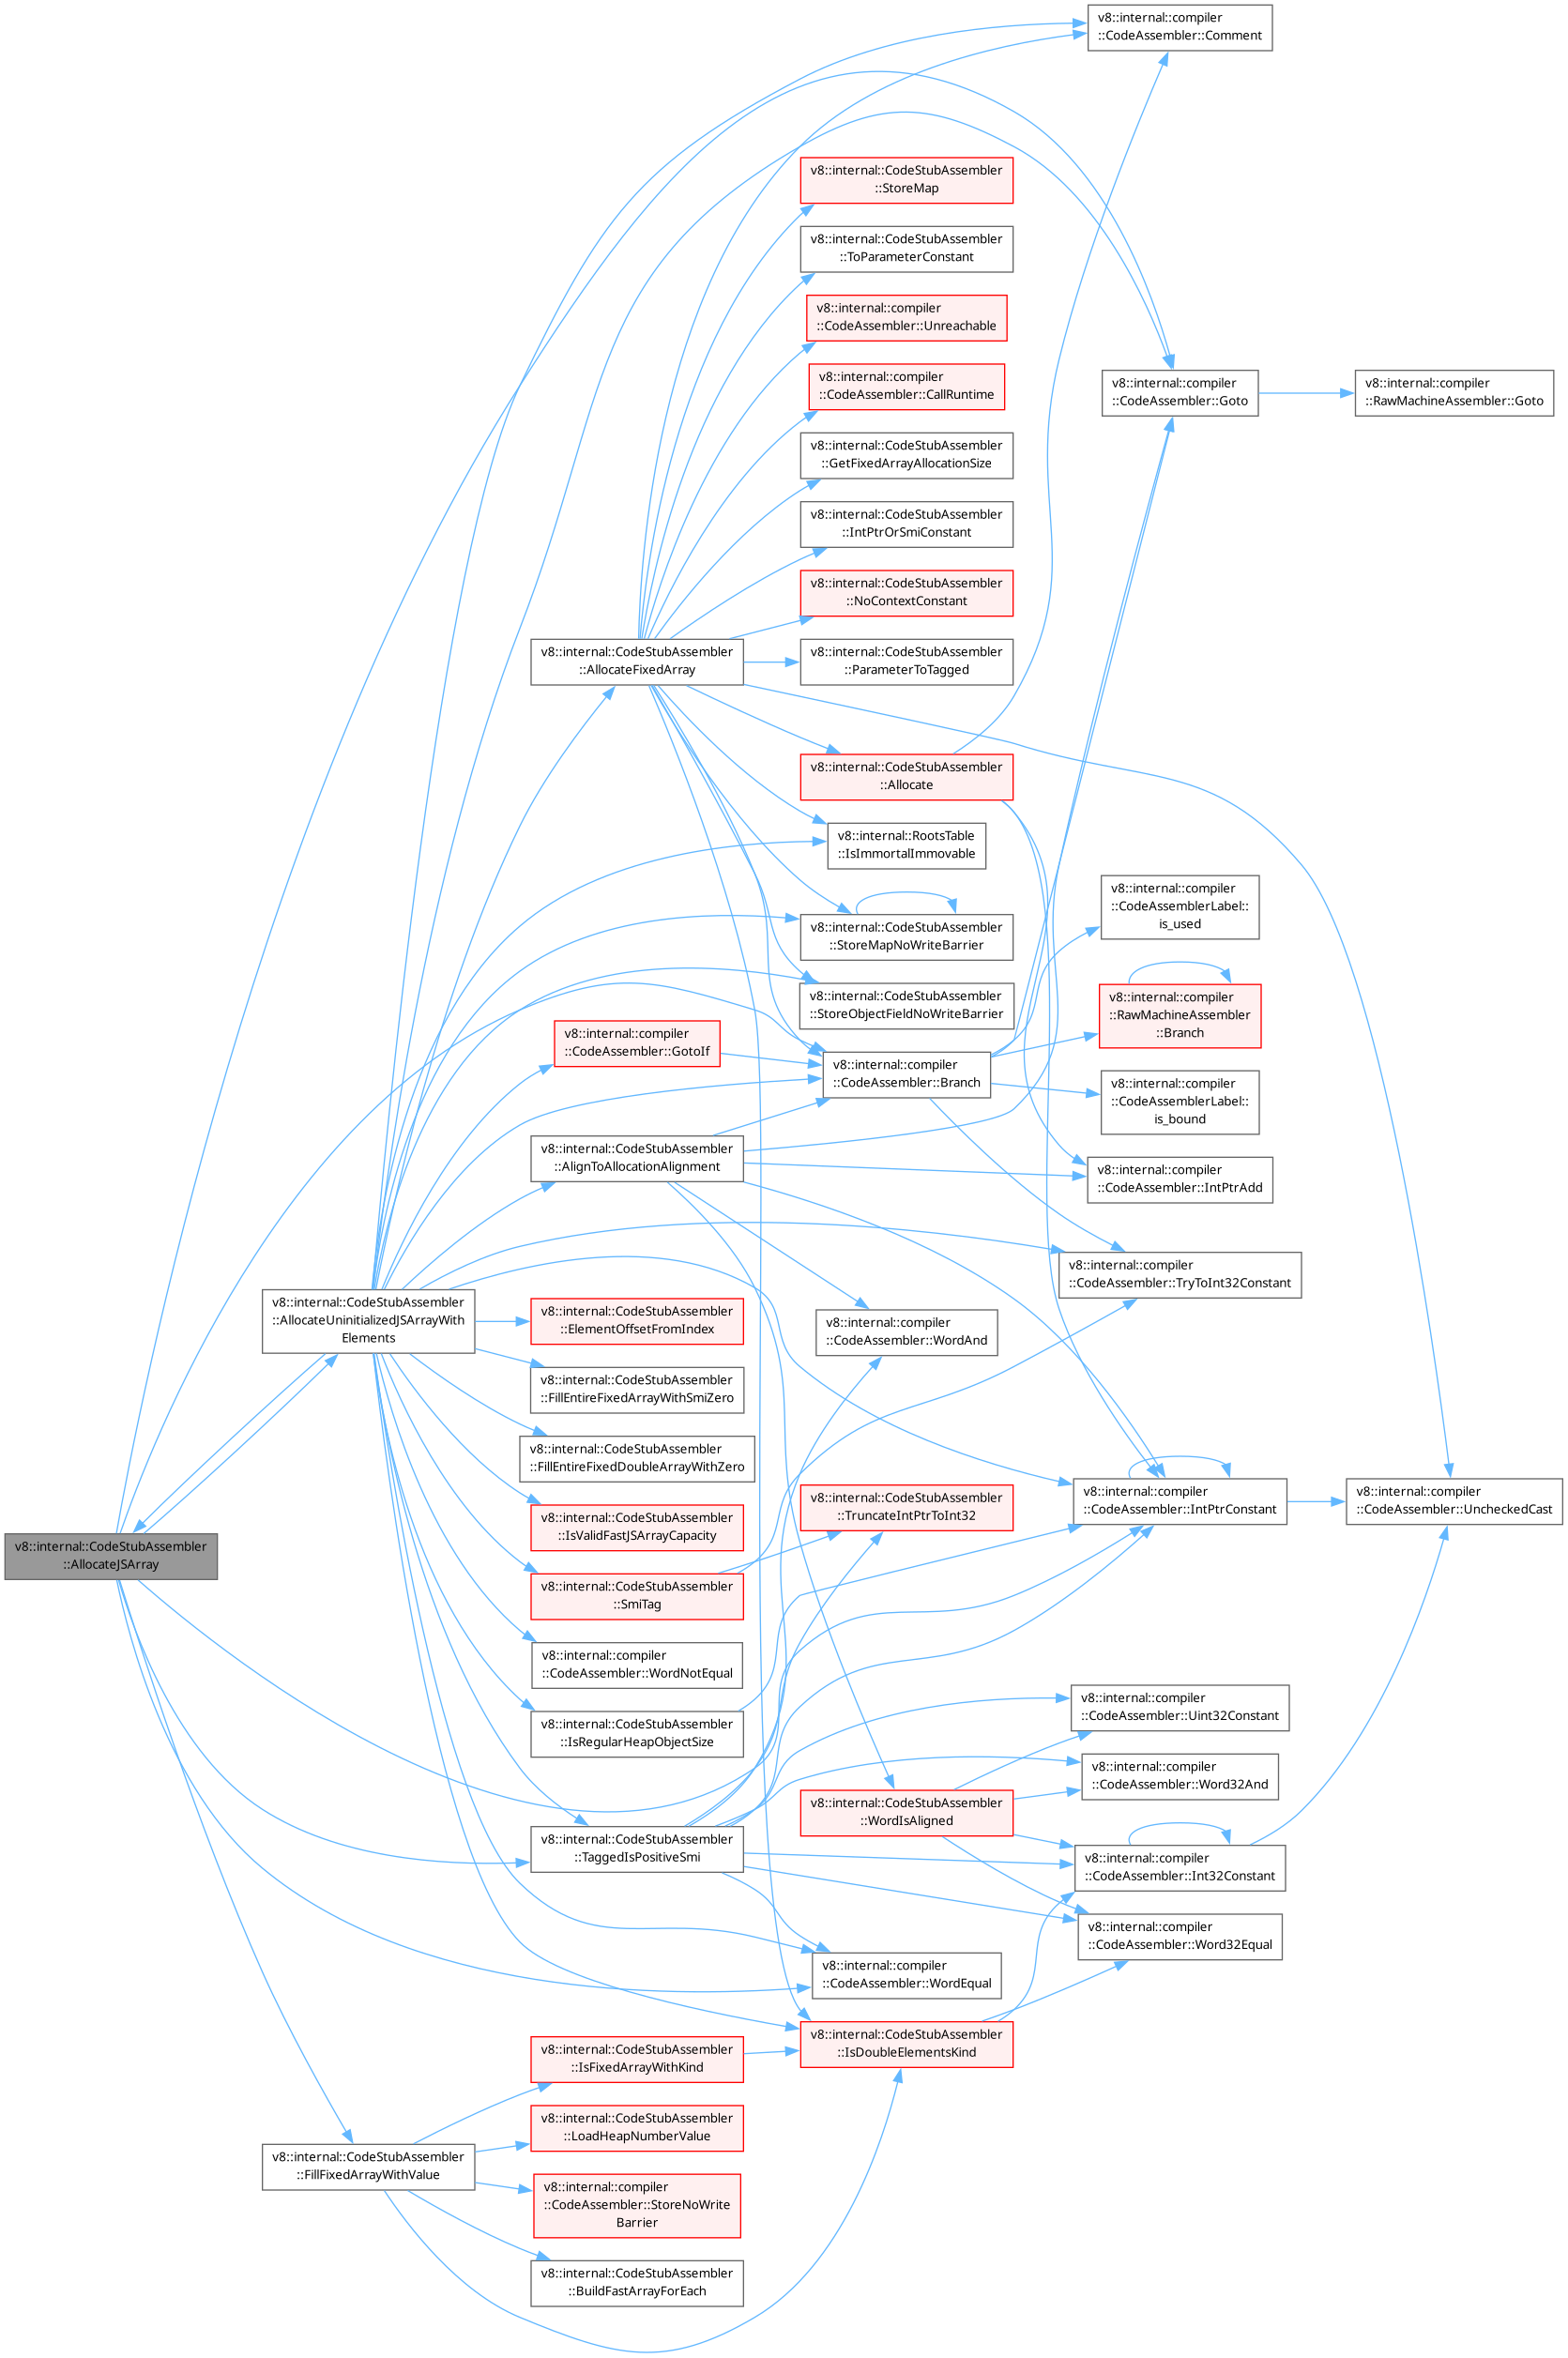 v8::internal::compiler
::CodeAssembler::Comment
v8::internal::CodeStubAssembler
::StoreMap
v8::internal::CodeStubAssembler
::ToParameterConstant
v8::internal::compiler
::CodeAssembler::Unreachable
v8::internal::compiler
::CodeAssembler::CallRuntime
v8::internal::compiler
::CodeAssembler::Goto
v8::internal::compiler
::RawMachineAssembler::Goto
v8::internal::CodeStubAssembler
::GetFixedArrayAllocationSize
v8::internal::CodeStubAssembler
::IntPtrOrSmiConstant
v8::internal::CodeStubAssembler
::NoContextConstant
v8::internal::CodeStubAssembler
::AllocateFixedArray
v8::internal::CodeStubAssembler
::ParameterToTagged
v8::internal::CodeStubAssembler
::Allocate
v8::internal::RootsTable
::IsImmortalImmovable
v8::internal::compiler
::CodeAssemblerLabel::
is_used
v8::internal::CodeStubAssembler
::StoreMapNoWriteBarrier
v8::internal::CodeStubAssembler
::StoreObjectFieldNoWriteBarrier
v8::internal::compiler
::RawMachineAssembler
::Branch
v8::internal::compiler
::CodeAssembler::GotoIf
v8::internal::compiler
::CodeAssembler::Branch
v8::internal::compiler
::CodeAssemblerLabel::
is_bound
v8::internal::CodeStubAssembler
::AlignToAllocationAlignment
v8::internal::compiler
::CodeAssembler::IntPtrAdd
v8::internal::compiler
::CodeAssembler::TryToInt32Constant
v8::internal::CodeStubAssembler
::AllocateUninitializedJSArrayWith
Elements
v8::internal::CodeStubAssembler
::ElementOffsetFromIndex
v8::internal::compiler
::CodeAssembler::WordAnd
v8::internal::CodeStubAssembler
::FillEntireFixedArrayWithSmiZero
v8::internal::CodeStubAssembler
::FillEntireFixedDoubleArrayWithZero
v8::internal::CodeStubAssembler
::IsValidFastJSArrayCapacity
v8::internal::CodeStubAssembler
::TruncateIntPtrToInt32
v8::internal::compiler
::CodeAssembler::IntPtrConstant
v8::internal::compiler
::CodeAssembler::UncheckedCast
v8::internal::CodeStubAssembler
::AllocateJSArray
v8::internal::CodeStubAssembler
::SmiTag
v8::internal::compiler
::CodeAssembler::WordNotEqual
v8::internal::CodeStubAssembler
::IsRegularHeapObjectSize
v8::internal::compiler
::CodeAssembler::Uint32Constant
v8::internal::compiler
::CodeAssembler::Word32And
v8::internal::CodeStubAssembler
::WordIsAligned
v8::internal::CodeStubAssembler
::TaggedIsPositiveSmi
v8::internal::compiler
::CodeAssembler::Int32Constant
v8::internal::compiler
::CodeAssembler::Word32Equal
v8::internal::compiler
::CodeAssembler::WordEqual
v8::internal::CodeStubAssembler
::IsDoubleElementsKind
v8::internal::CodeStubAssembler
::IsFixedArrayWithKind
v8::internal::CodeStubAssembler
::LoadHeapNumberValue
v8::internal::CodeStubAssembler
::FillFixedArrayWithValue
v8::internal::compiler
::CodeAssembler::StoreNoWrite
Barrier
v8::internal::CodeStubAssembler
::BuildFastArrayForEach